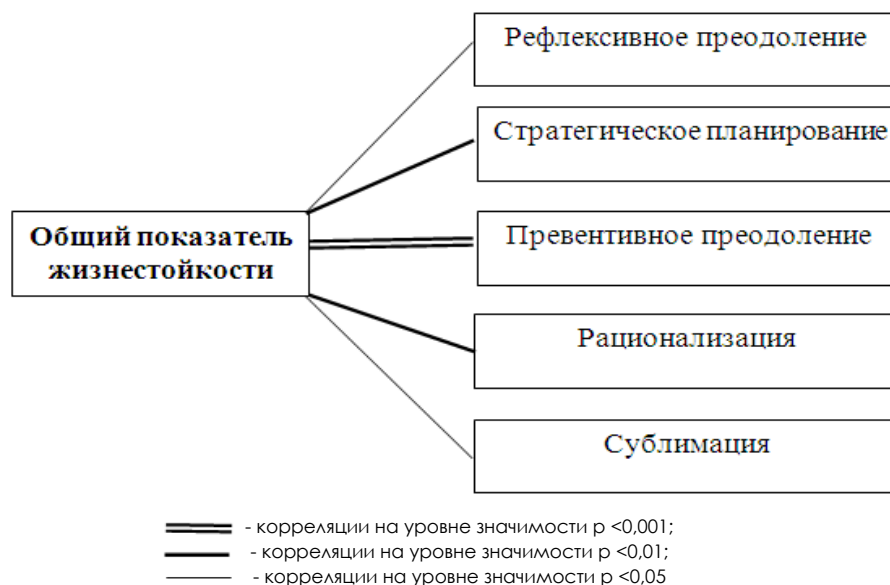 Рефлексивное преодоление
Стратегическое планирование
Общий показатель
жизнестойкости
Превентивное преодоление
Рационализация
Сублимация
- корреляции на уровне значимости p <0,001;
- корреляции на уровне значимости p <0,01;
- корреляции на уровне значимости p <0,05